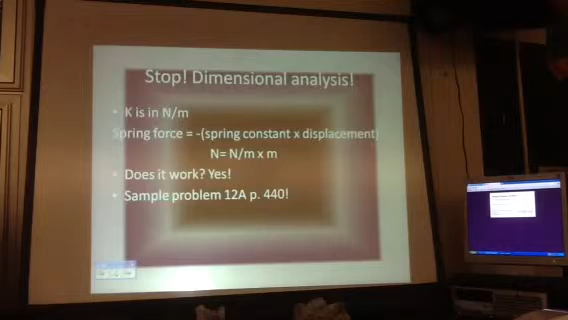 Stop! Dimensional analysis!
• K is in N/m
Spring force = -(spring constant x displacement)
N= N/m x m
• Does it work? Yes!
• Sample problem 12A p. 440!